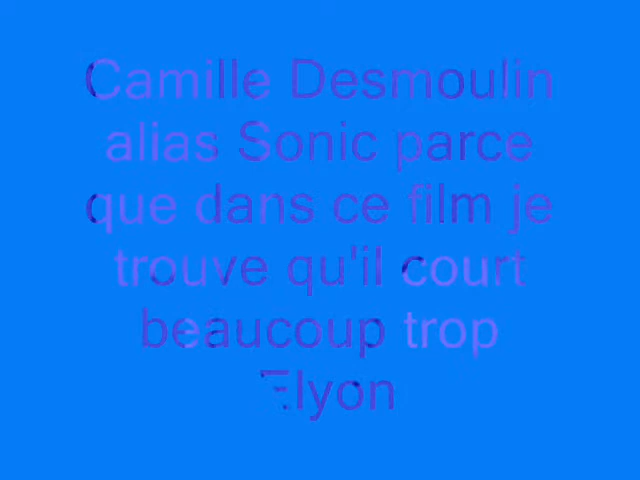 Camille Desmoulin
alias Sonic parce
que dans ce film je
trouve qu'il court
beaucoup trop
Elyon